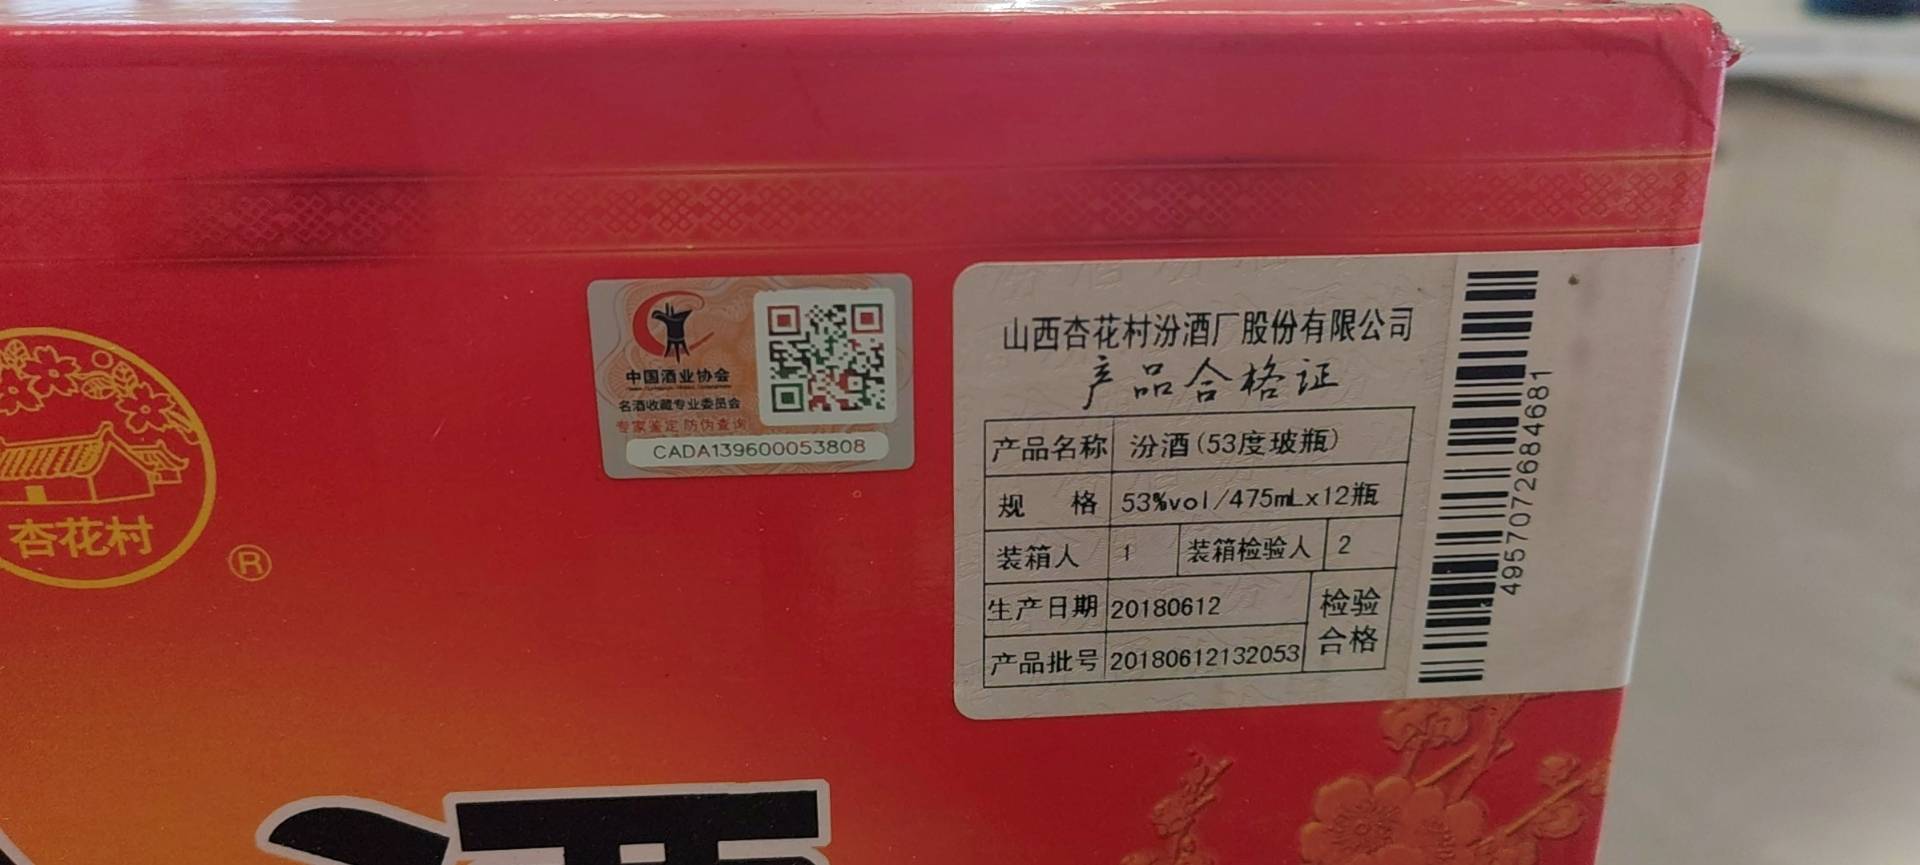 杏花村
®
中国酒业协会
名酒收藏专业委员会
专家鉴定 防伪查询
CADA139600053808
山西杏花村汾酒厂股份有限公司
产品合格证
产品名称 汾酒(53度玻瓶)
规 格 53%vol/475mLx12瓶
装箱人 1 装箱检验人 2
生产日期 20180612 检验
产品批号 20180612132053 合格
4957072684681
酒